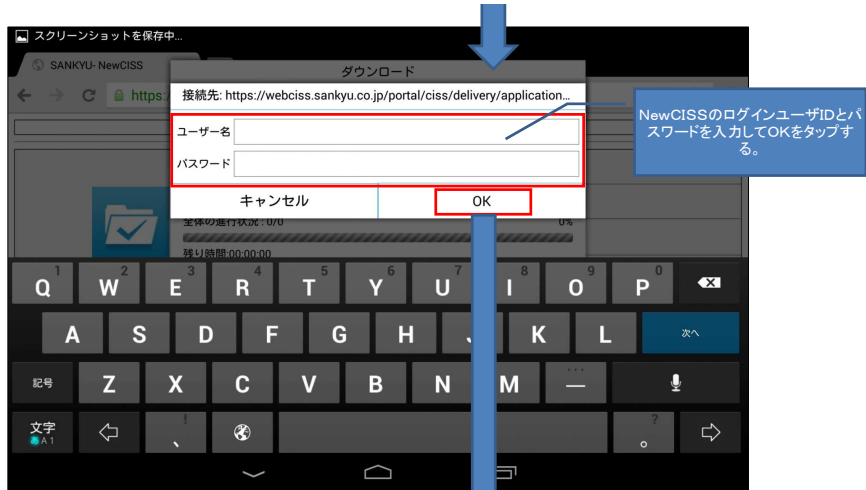 スクリーンショットを保存中...
SANKYU- NewCISS
ダウンロード
https:
接続先: https://webciss.sankyu.co.jp/portal/ciss/delivery/application...
ユーザー名
パスワード
NewCISSのログインユーザIDとパ
スワードを入力してOKをタップす
る。
キャンセル OK
全体の進行状況 : 0/0 0%
残り時間:00:00:00
1 2 3 4 5 6 7 8 9 0
Q W E R T Y U I O P
A S D F G H K L 次へ
記号 Z X C V B N M — ...
文字 A 1 、 ! 。 ?